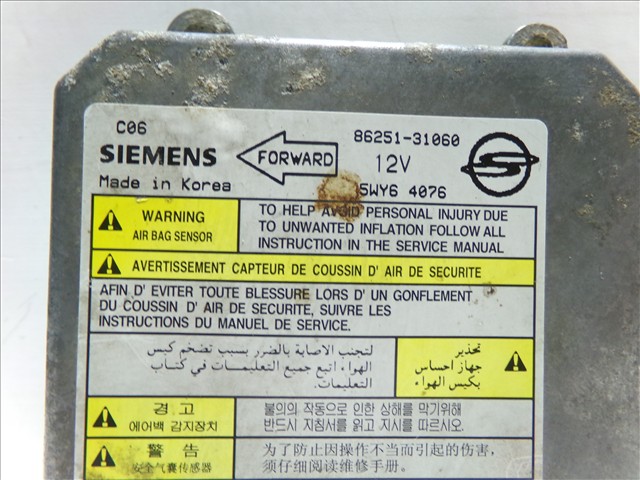 C06
86251-31060
SIEMENS
FORWARD
12V
Made in Korea
5WY6 4076
WARNING
AIR BAG SENSOR
TO HELP AVOID PERSONAL INJURY DUE
TO UNWANTED INFLATION FOLLOW ALL
INSTRUCTION IN THE SERVICE MANUAL
AVERTISSEMENT CAPTEUR DE COUSSIN D' AIR DE SECURITE
AFIN D' EVITER TOUTE BLESSURE LORS D' UN GONFLEMENT
DU COUSSIN D' AIR DE SECURITE, SUIVRE LES
INSTRUCTIONS DU MANUEL DE SERVICE.
تحذير
جهاز احساس
بكيس الهواء
لتجنب الاصابة بالضرر بسبب تضخم كيس
الهواء اتبع جميع التعليمات في كتاب
التعليمات.
경 고
에어백 감지장치
불의의 작동으로 인한 상해를 막기위해
반드시 지침서를 읽고 지시를 따르시오.
警 告
安全气囊传感器
为了防止因操作不当而引起的伤害,
须仔细阅读维修手册.